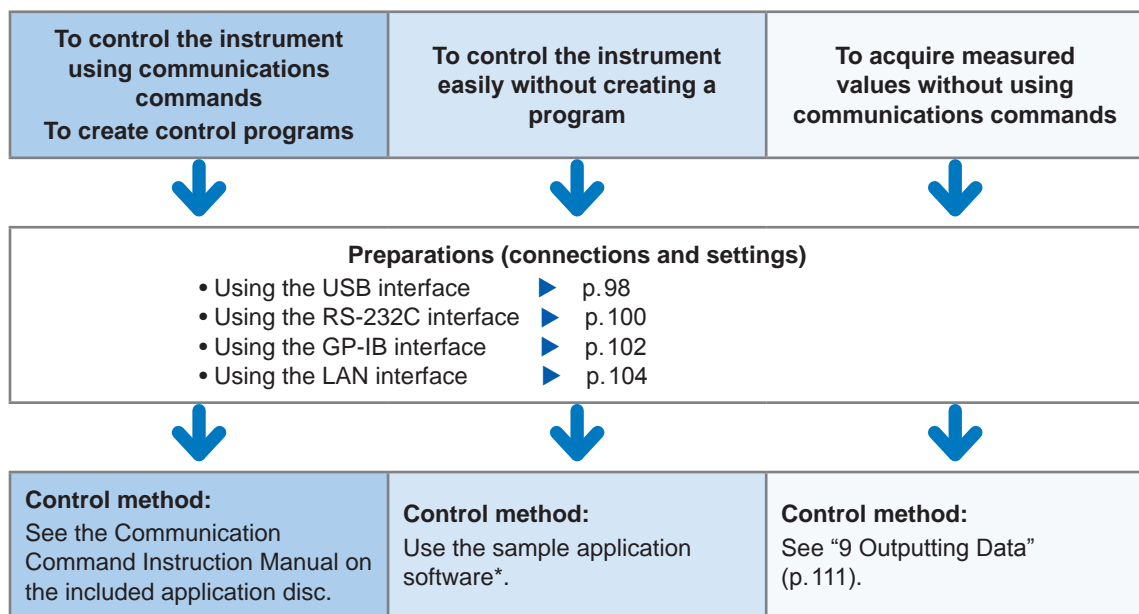 To control the instrument
using communications
commands
To create control programs
To control the instrument
easily without creating a
program
To acquire measured
values without using
communications commands
Preparations (connections and settings)
• Using the USB interface ▶ p.98
• Using the RS-232C interface ▶ p.100
• Using the GP-IB interface ▶ p.102
• Using the LAN interface ▶ p.104
Control method:
See the Communication
Command Instruction Manual on
the included application disc.
Control method:
Use the sample application
software*.
Control method:
See “9 Outputting Data”
(p.111).